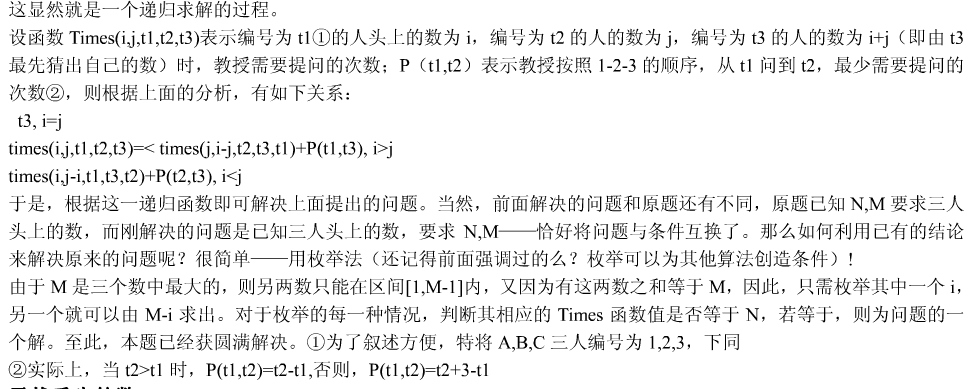 这显然就是一个递归求解的过程。
设函数 Times(i,j,t1,t2,t3)表示编号为 t1①的人头上的数为 i，编号为 t2 的人的数为 j，编号为 t3 的人的数为 i+j（即由 t3
最先猜出自己的数）时，教授需要提问的次数；P（t1,t2）表示教授按照 1-2-3 的顺序，从 t1 问到 t2，最少需要提问的
次数②，则根据上面的分析，有如下关系：
t3, i=j
times(i,j,t1,t2,t3)=< times(j,i-j,t2,t3,t1)+P(t1,t3), i>j
times(i,j-i,t1,t3,t2)+P(t2,t3), i<j
于是，根据这一递归函数即可解决上面提出的问题。当然，前面解决的问题和原题还有不同，原题已知 N,M 要求三人
头上的数，而刚解决的问题是已知三人头上的数，要求 N,M——恰好将问题与条件互换了。那么如何利用已有的结论
来解决原来的问题呢？很简单——用枚举法（还记得前面强调过的么？枚举可以为其他算法创造条件）！
由于 M 是三个数中最大的，则另两数只能在区间[1,M-1]内，又因为有这两数之和等于 M，因此，只需枚举其中一个 i，
另一个就可以由 M-i 求出。对于枚举的每一种情况，判断其相应的 Times 函数值是否等于 N，若等于，则为问题的一
个解。至此，本题已经获圆满解决。①为了叙述方便，特将 A,B,C 三人编号为 1,2,3，下同
②实际上，当 t2>t1 时，P(t1,t2)=t2-t1,否则，P(t1,t2)=t2+3-t1